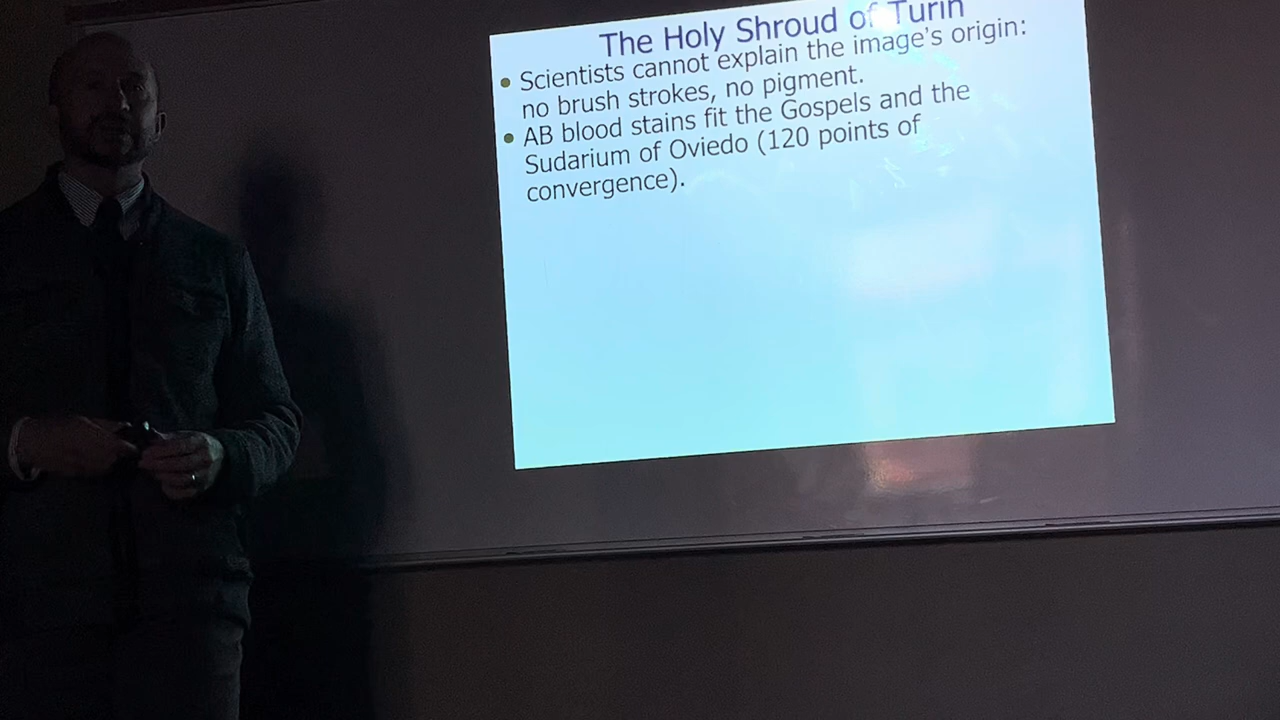 The Holy Shroud of Turin
• Scientists cannot explain the image's origin:
no brush strokes, no pigment.
• AB blood stains fit the Gospels and the
Sudarium of Oviedo (120 points of
convergence).